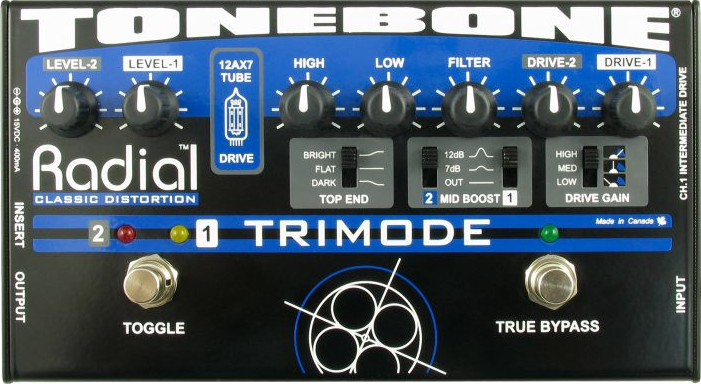 TONEBONE®
LEVEL-2 LEVEL-1 12AX7 TUBE DRIVE HIGH LOW FILTER DRIVE-2 DRIVE-1
15VDC - 400mA
CH.1 INTERMEDIATE DRIVE
Radial™
CLASSIC DISTORTION
BRIGHT
FLAT
DARK
TOP END
12dB
7dB
OUT
2 MID BOOST 1
HIGH
MED
LOW
DRIVE GAIN
Made in Canada
2 1 TRIMODE
INSERT
OUTPUT
INPUT
TOGGLE
TRUE BYPASS